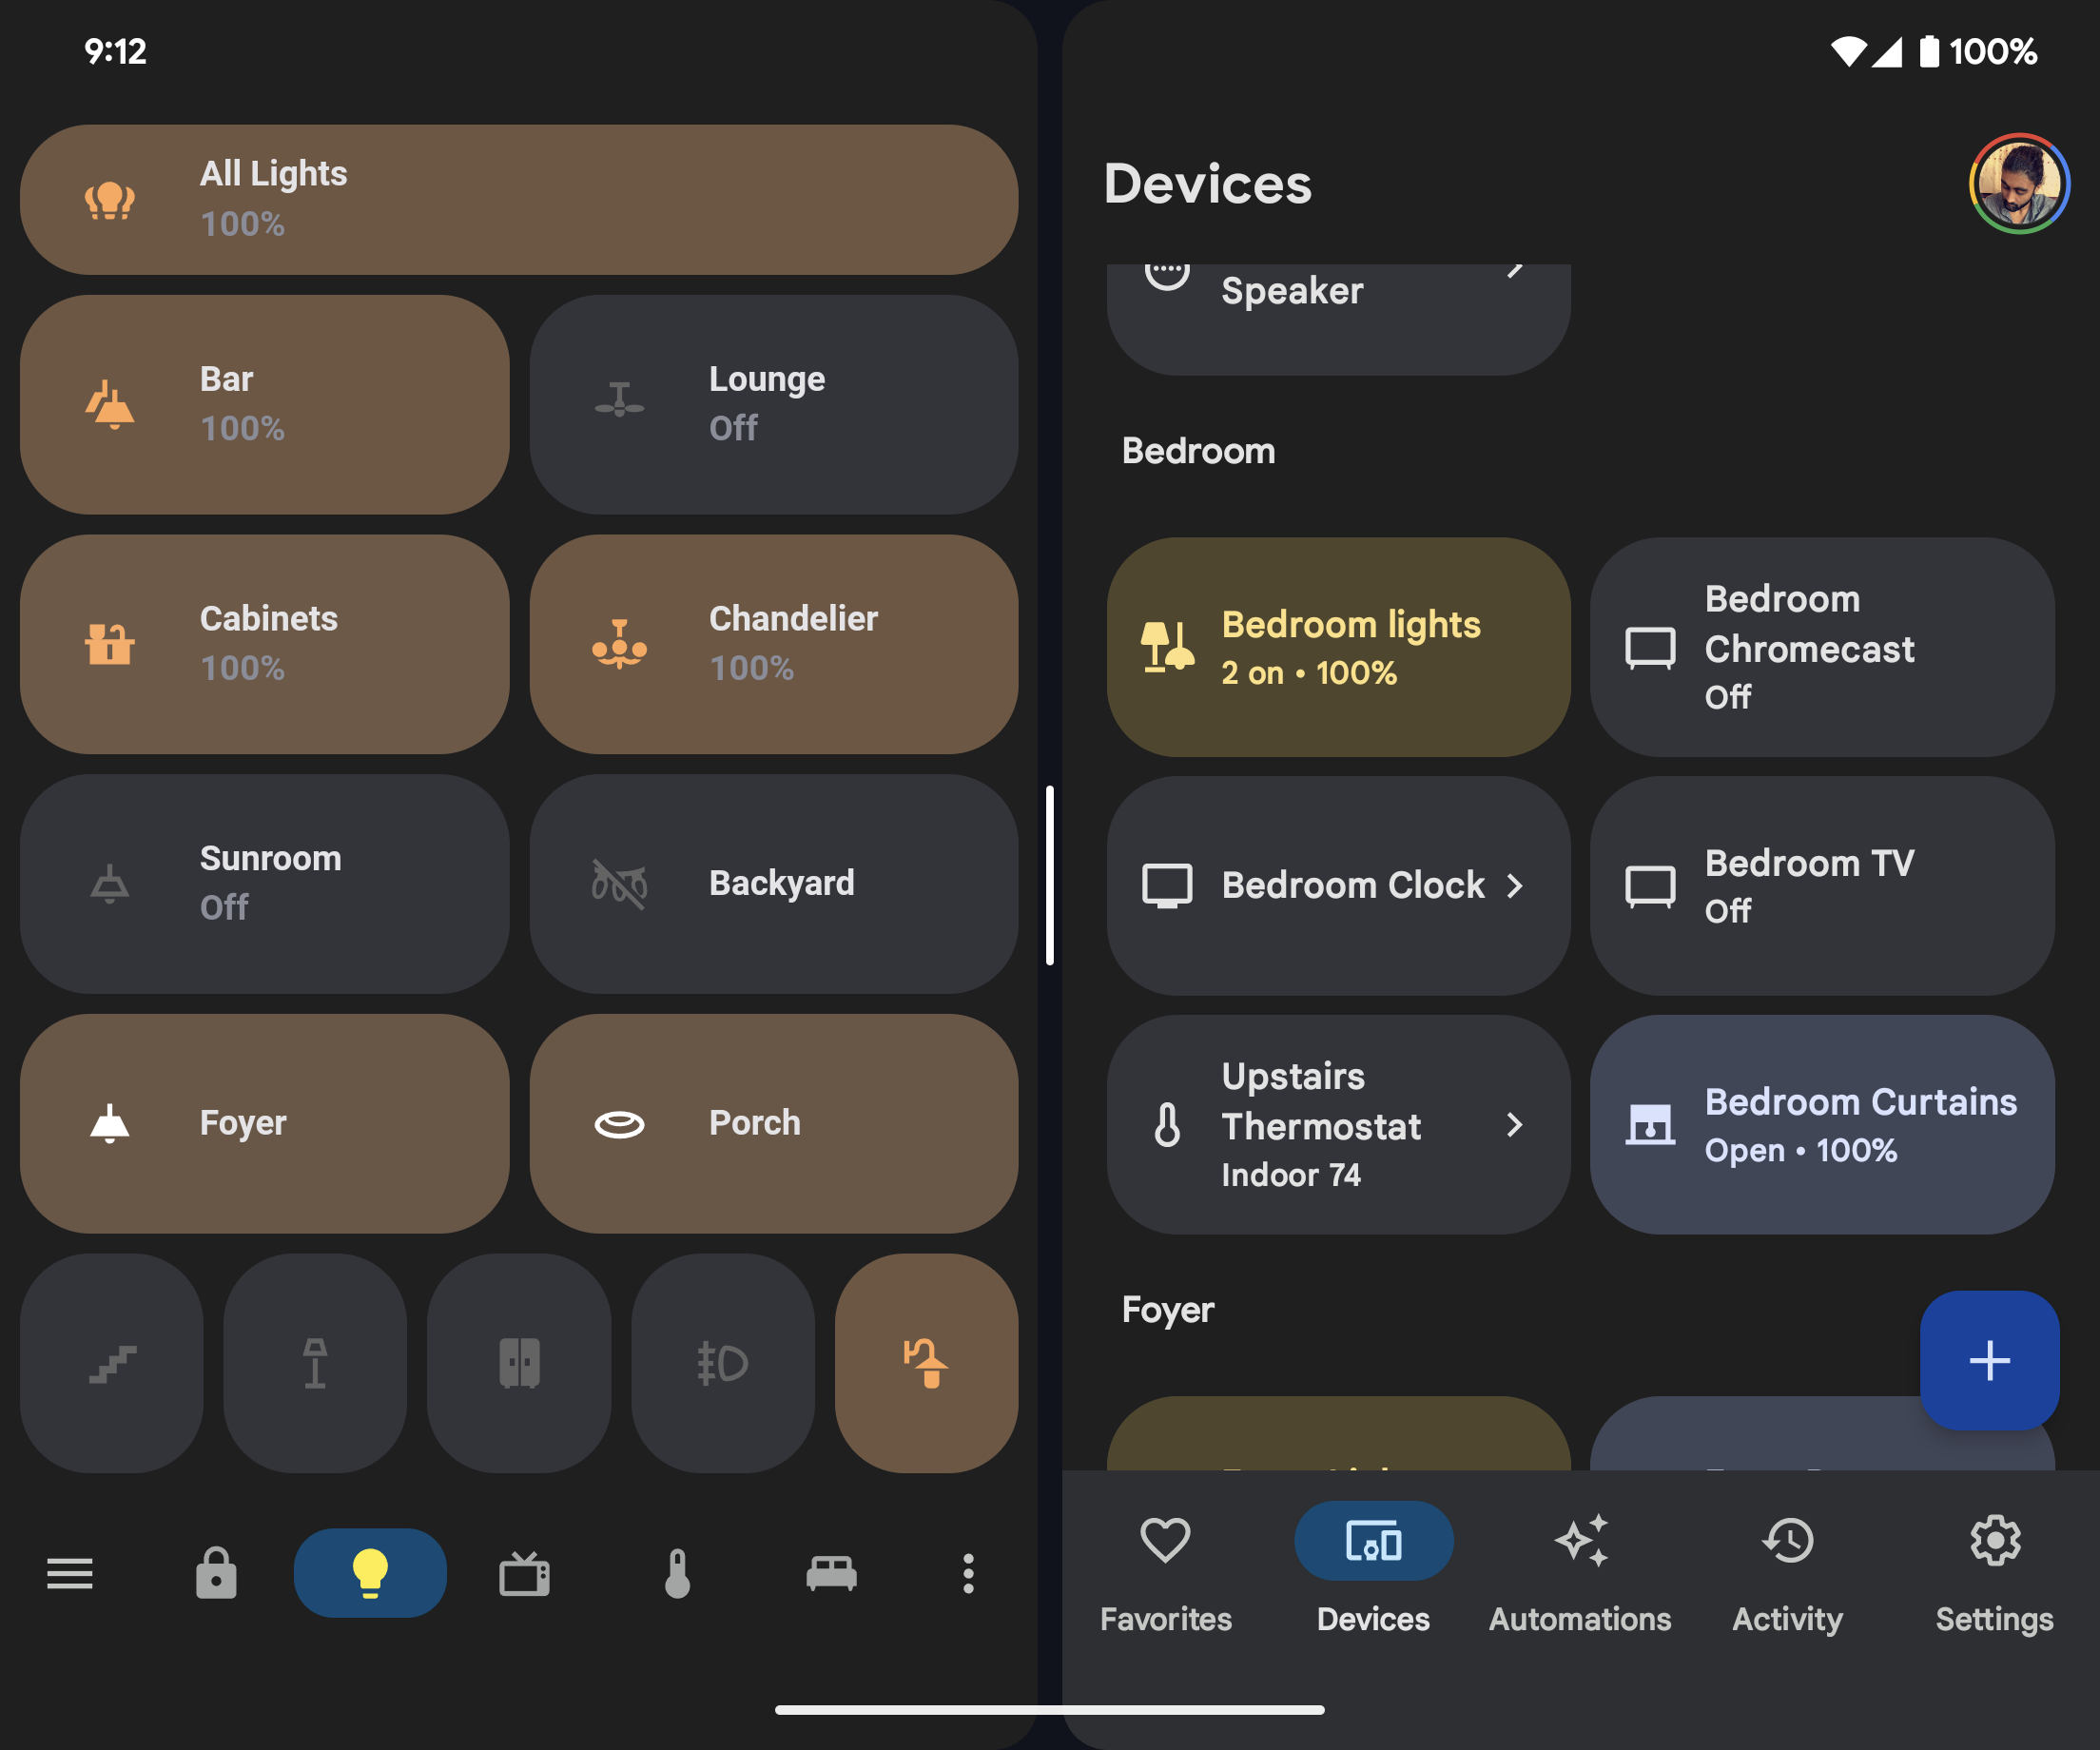 9:12
100%
All Lights
100%
Bar
100%
Lounge
Off
Cabinets
100%
Chandelier
100%
Sunroom
Off
Backyard
Foyer
Porch
Devices
Speaker
Bedroom
Bedroom lights
2 on • 100%
Bedroom
Chromecast
Off
Bedroom Clock
Bedroom TV
Off
Upstairs
Thermostat
Indoor 74
Bedroom Curtains
Open • 100%
Foyer
Favorites
Devices
Automations
Activity
Settings